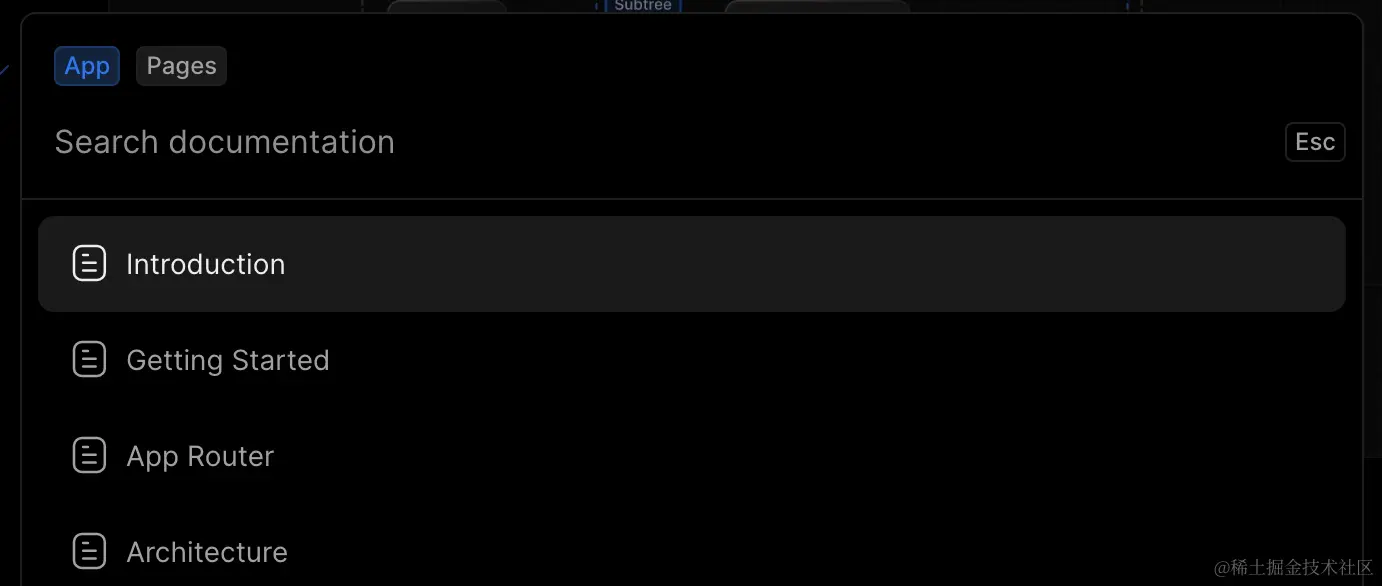 Subtree
App Pages
Search documentation Esc
Introduction
Getting Started
App Router
Architecture
@稀土掘金技术社区